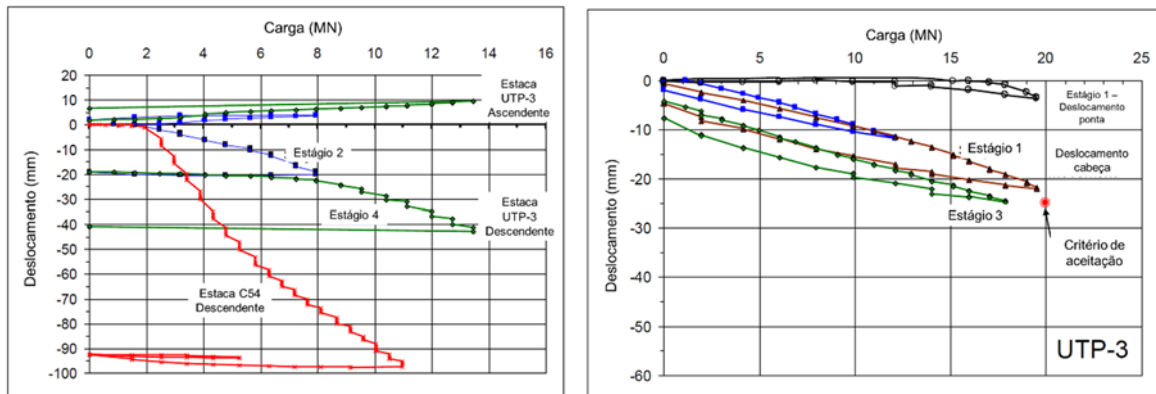 Carga (MN)
0 2 4 6 8 10 12 14 16
Deslocamento (mm)
20
10
0
-10
-20
-30
-40
-50
-60
-70
-80
-90
-100
Estaca
UTP-3
Ascendente
Estágio 2
Estágio 4
Estaca
UTP-3
Descendente
Estaca C54
Descendente
Carga (MN)
0 5 10 15 20 25
Deslocamento (mm)
0
-10
-20
-30
-40
-50
-60
Estágio 1 –
Deslocamento
ponta
Estágio 1
Deslocamento
cabeça
Estágio 3
Critério de
aceitação
UTP-3